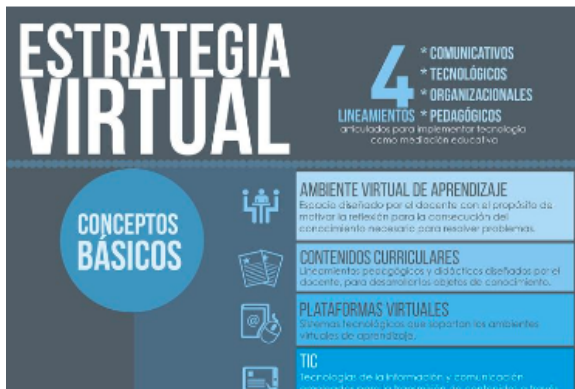 ESTRATEGIA
VIRTUAL
4
LINEAMIENTOS
* COMUNICATIVOS
* TECNOLÓGICOS
* ORGANIZACIONALES
* PEDAGÓGICOS
articulados para implementar tecnología
como mediación educativa
CONCEPTOS
BÁSICOS
AMBIENTE VIRTUAL DE APRENDIZAJE
Espacio diseñado por el docente con el propósito de
motivar la reflexión para la consecución del
conocimiento necesario para resolver problemas.
CONTENIDOS CURRICULARES
Lineamientos pedagógicos y didácticos diseñados por el
docente, para desarrollar los objetos de conocimiento.
PLATAFORMAS VIRTUALES
Sistemas tecnológicos que soportan los ambientes
virtuales de aprendizaje.
TIC
Tecnologías de la información y comunicación